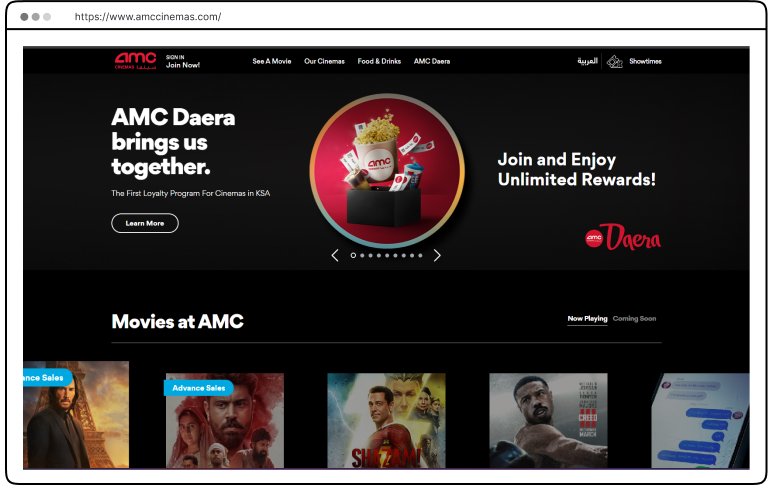 https://www.amccinemas.com/
amc
CINEMAS سينما
SIGN IN
Join Now!
See A Movie
Our Cinemas
Food & Drinks
AMC Daera
العربية
Showtimes
AMC Daera
brings us
together.
The First Loyalty Program For Cinemas in KSA
Learn More
amc
Join and Enjoy
Unlimited Rewards!
amc Daera
Movies at AMC
Now Playing
Coming Soon
ance Sales
Advance Sales
SHAZAM!
CREED
III
MARCH